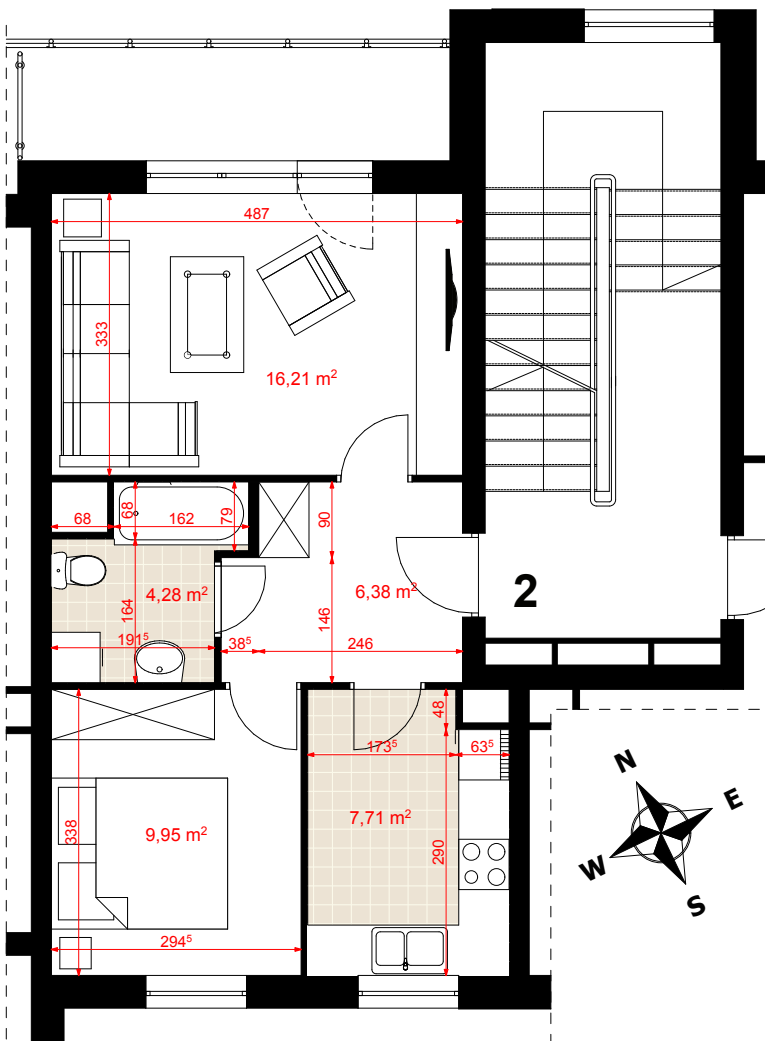 487
333
16,21 m²
68
162
68
79
90
164
4,28 m²
6,38 m²
2
146
191⁵
38⁵
246
48
173⁵
63⁵
338
9,95 m²
7,71 m²
290
294⁵
N
E
W
S